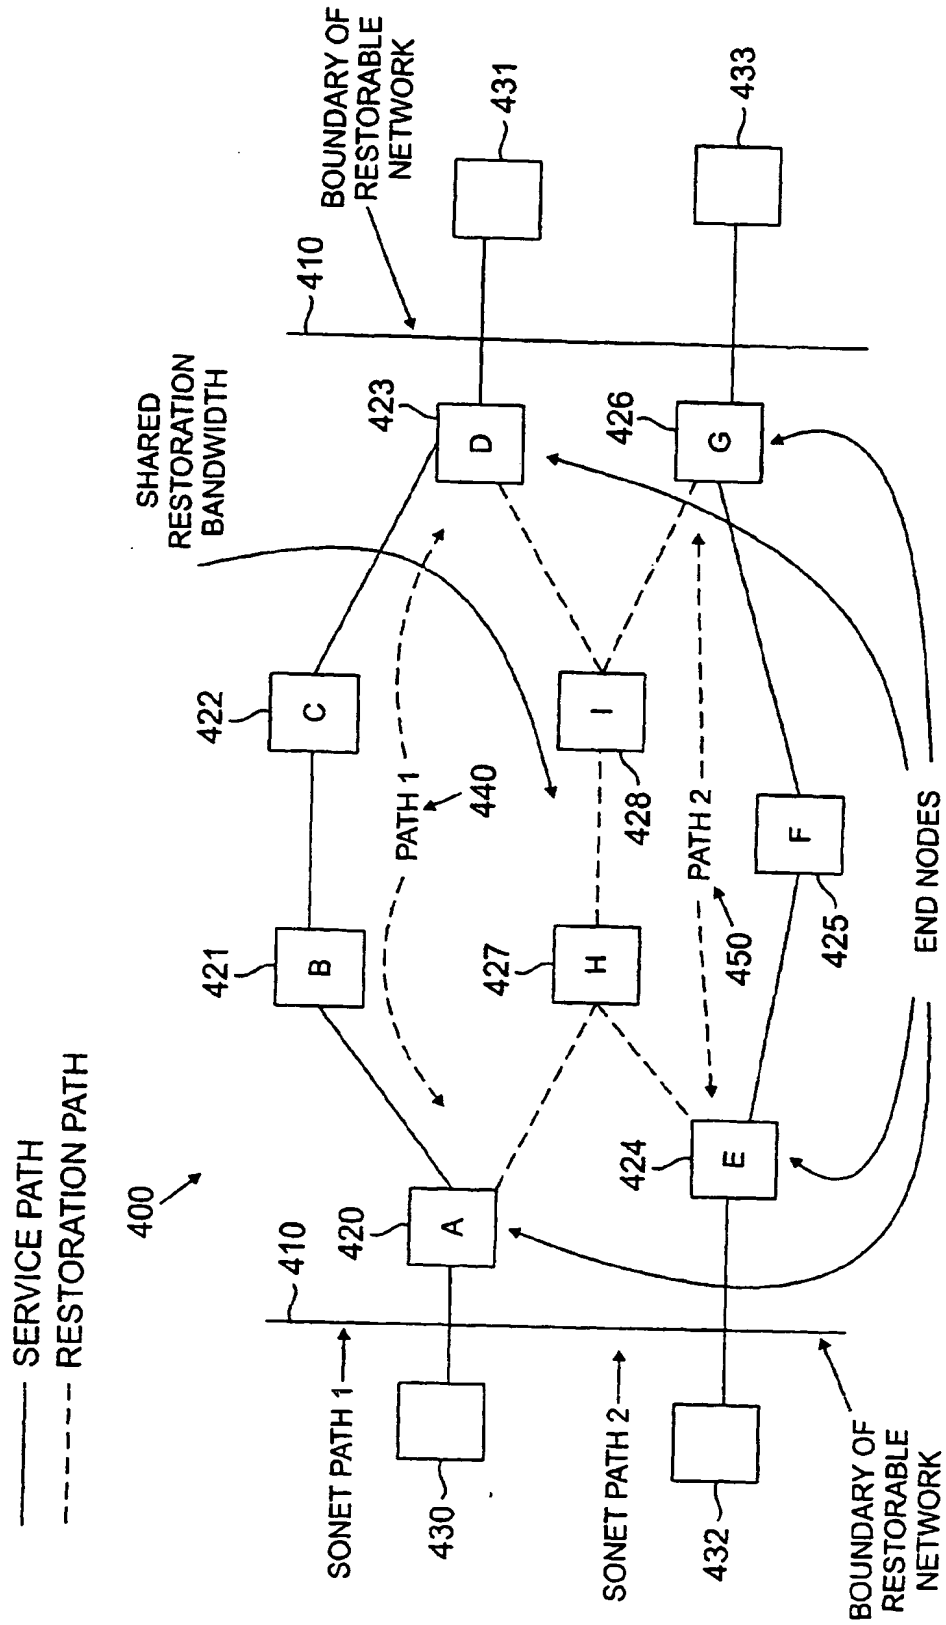 SERVICE PATH
RESTORATION PATH
400
SHARED
RESTORATION
BANDWIDTH
BOUNDARY OF
RESTORABLE
NETWORK
410
410
SONET PATH 1
430
420
A
421
B
422
C
423
D
431
PATH 1
440
427
H
428
I
SONET PATH 2
432
424
E
450
PATH 2
425
F
426
G
433
BOUNDARY OF
RESTORABLE
NETWORK
END NODES